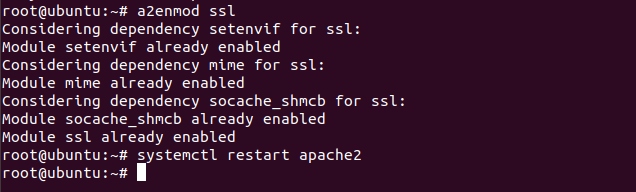 root@ubuntu:~# a2enmod ssl
Considering dependency setenvif for ssl:
Module setenvif already enabled
Considering dependency mime for ssl:
Module mime already enabled
Considering dependency socache_shmcb for ssl:
Module socache_shmcb already enabled
Module ssl already enabled
root@ubuntu:~# systemctl restart apache2
root@ubuntu:~#